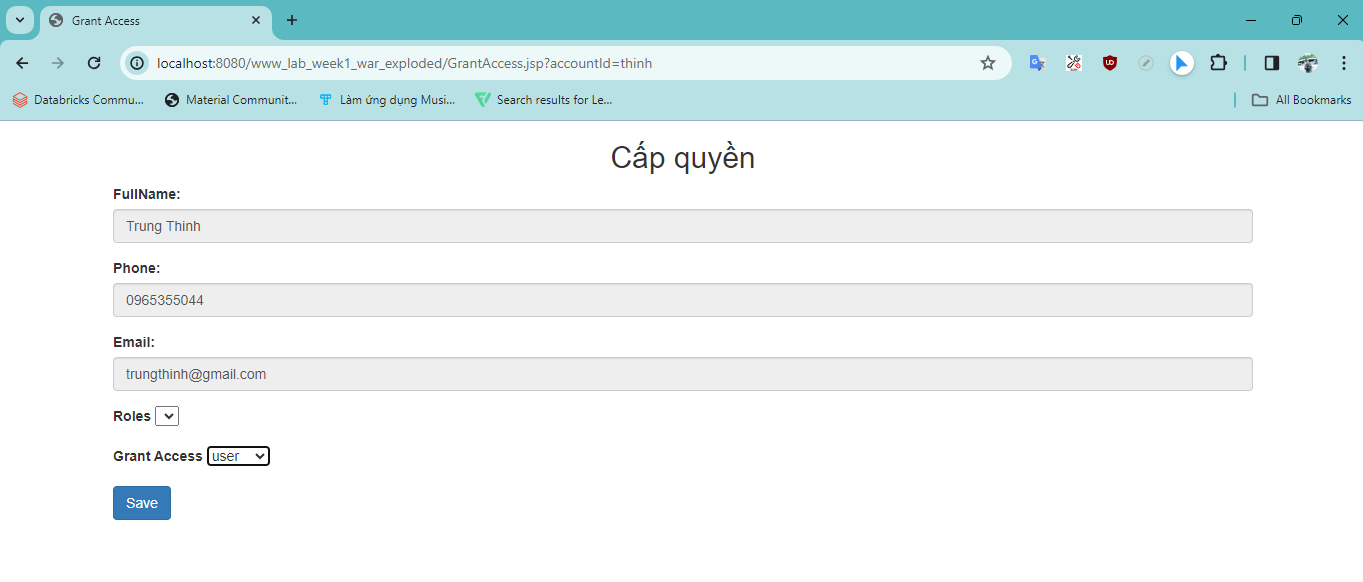 Grant Access
localhost:8080/www_lab_week1_war_exploded/GrantAccess.jsp?accountId=thinh
Databricks Commu... Material Communit... Làm ứng dụng Musi... Search results for Le... All Bookmarks
Cấp quyền
FullName:
Trung Thinh
Phone:
0965355044
Email:
trungthinh@gmail.com
Roles
Grant Access user
Save